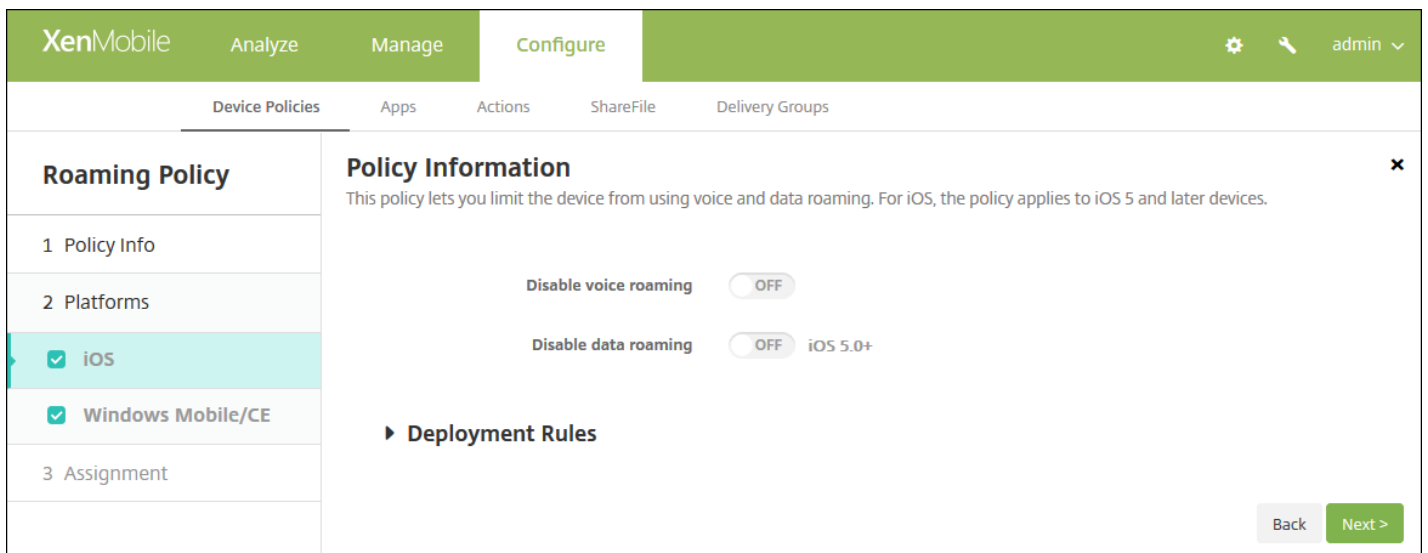 XenMobile Analyze Manage Configure admin
Device Policies Apps Actions ShareFile Delivery Groups
Roaming Policy
1 Policy Info
2 Platforms
iOS
Windows Mobile/CE
3 Assignment
Policy Information
This policy lets you limit the device from using voice and data roaming. For iOS, the policy applies to iOS 5 and later devices.
Disable voice roaming OFF
Disable data roaming OFF iOS 5.0+
Deployment Rules
Back Next >